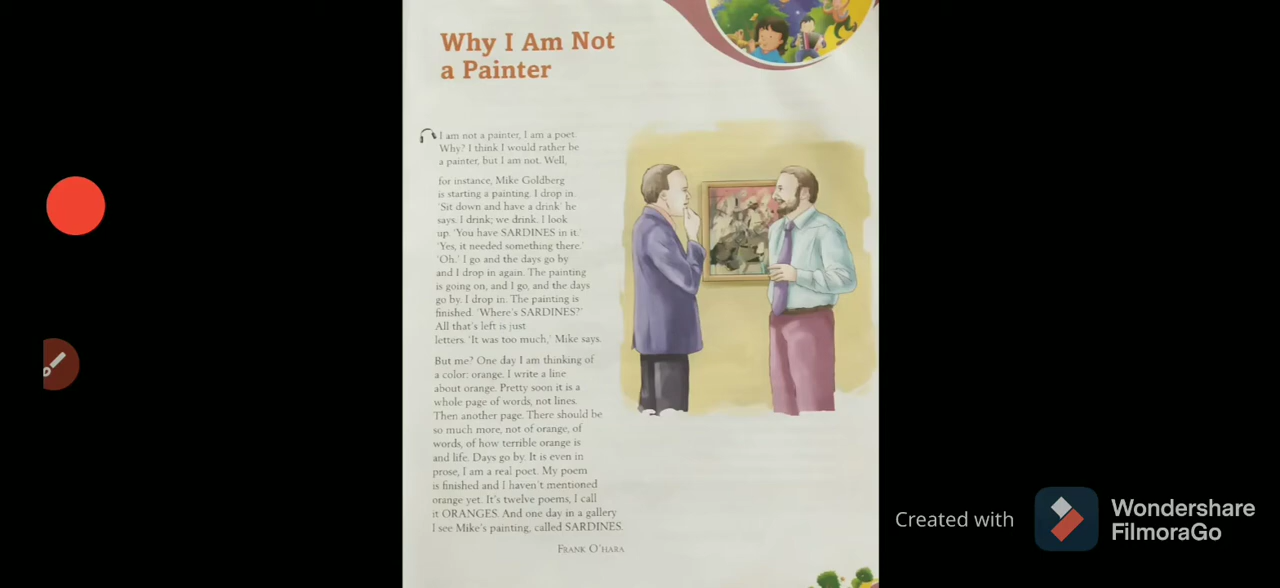 Why I Am Not
a Painter
I am not a painter, I am a poet.
Why? I think I would rather be
a painter, but I am not. Well,
for instance, Mike Goldberg
is starting a painting. I drop in.
'Sit down and have a drink' he
says. I drink; we drink. I look
up. 'You have SARDINES in it.'
'Yes, it needed something there.'
'Oh.' I go and the days go by
and I drop in again. The painting
is going on, and I go, and the days
go by. I drop in. The painting is
finished. 'Where's SARDINES?'
All that's left is just
letters. 'It was too much,' Mike says.
But me? One day I am thinking of
a color: orange. I write a line
about orange. Pretty soon it is a
whole page of words, not lines.
Then another page. There should be
so much more, not of orange, of
words, of how terrible orange is
and life. Days go by. It is even in
prose, I am a real poet. My poem
is finished and I haven't mentioned
orange yet. It's twelve poems, I call
it ORANGES. And one day in a gallery
I see Mike's painting, called SARDINES.
FRANK O'HARA
Created with
Wondershare
FilmoraGo